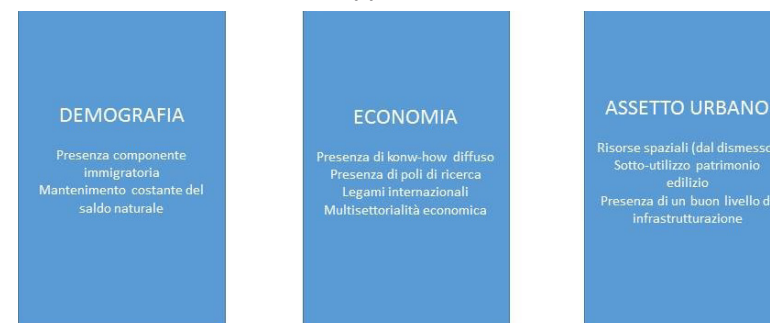 DEMOGRAFIA
Presenza componente
immigratoria
Mantenimento costante del
saldo naturale
ECONOMIA
Presenza di konw-how diffuso
Presenza di poli di ricerca
Legami internazionali
Multisettorialità economica
ASSETTO URBANO
Risorse spaziali (dal dismesso
Sotto-utilizzo patrimonio
edilizio
Presenza di un buon livello d
infrastrutturazione